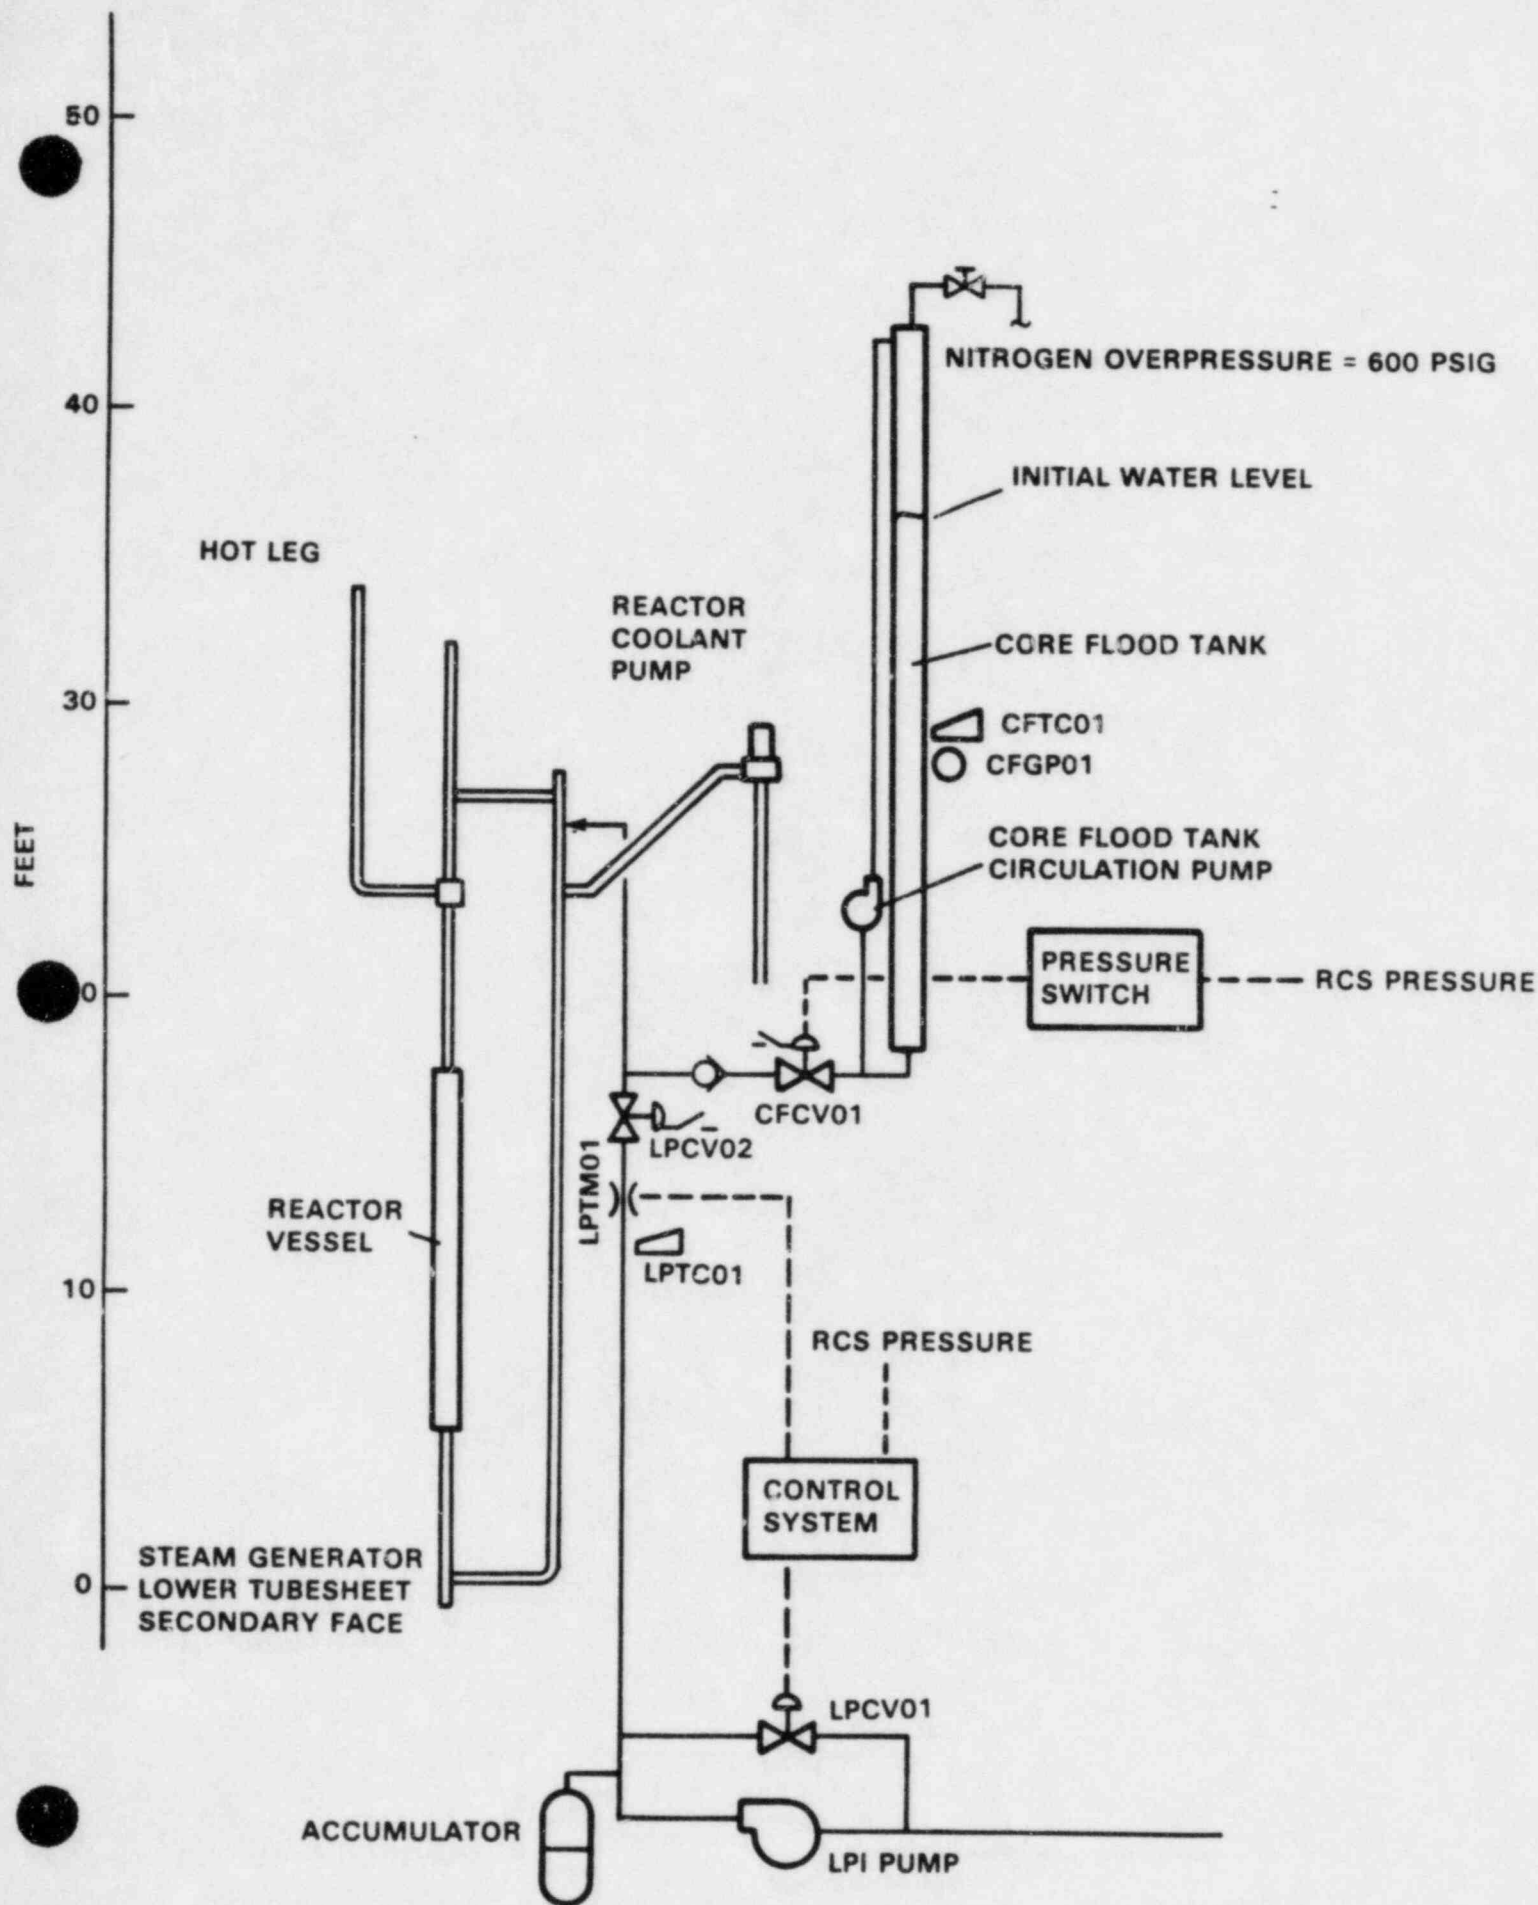 50
NITROGEN OVERPRESSURE = 600 PSIG
40
INITIAL WATER LEVEL
HOT LEG
REACTOR
COOLANT
PUMP
CORE FLOOD TANK
30
CFTC01
CFGP01
FEET
CORE FLOOD TANK
CIRCULATION PUMP
PRESSURE
SWITCH
RCS PRESSURE
0
CFCV01
LPCV02
LPTM01
REACTOR
VESSEL
LPTC01
10
RCS PRESSURE
CONTROL
SYSTEM
STEAM GENERATOR
0 LOWER TUBESHEET
SECONDARY FACE
LPCV01
ACCUMULATOR
LPI PUMP